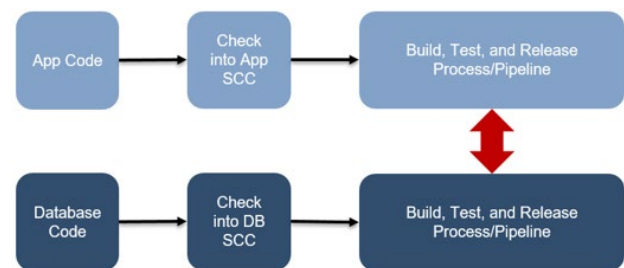 App Code
Check
into App
SCC
Build, Test, and Release
Process/Pipeline
Database
Code
Check
into DB
SCC
Build, Test, and Release
Process/Pipeline